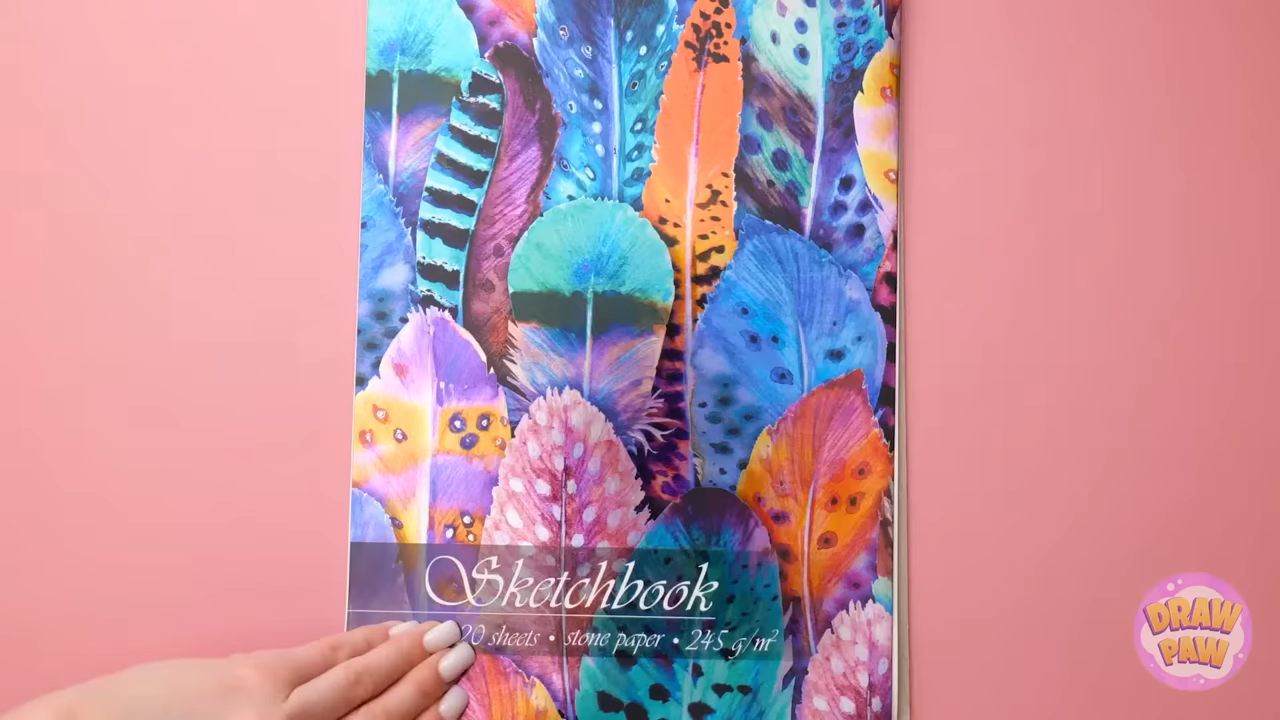 Sketchbook
20 sheets • stone paper • 245 g/m²
DRAW
PAW